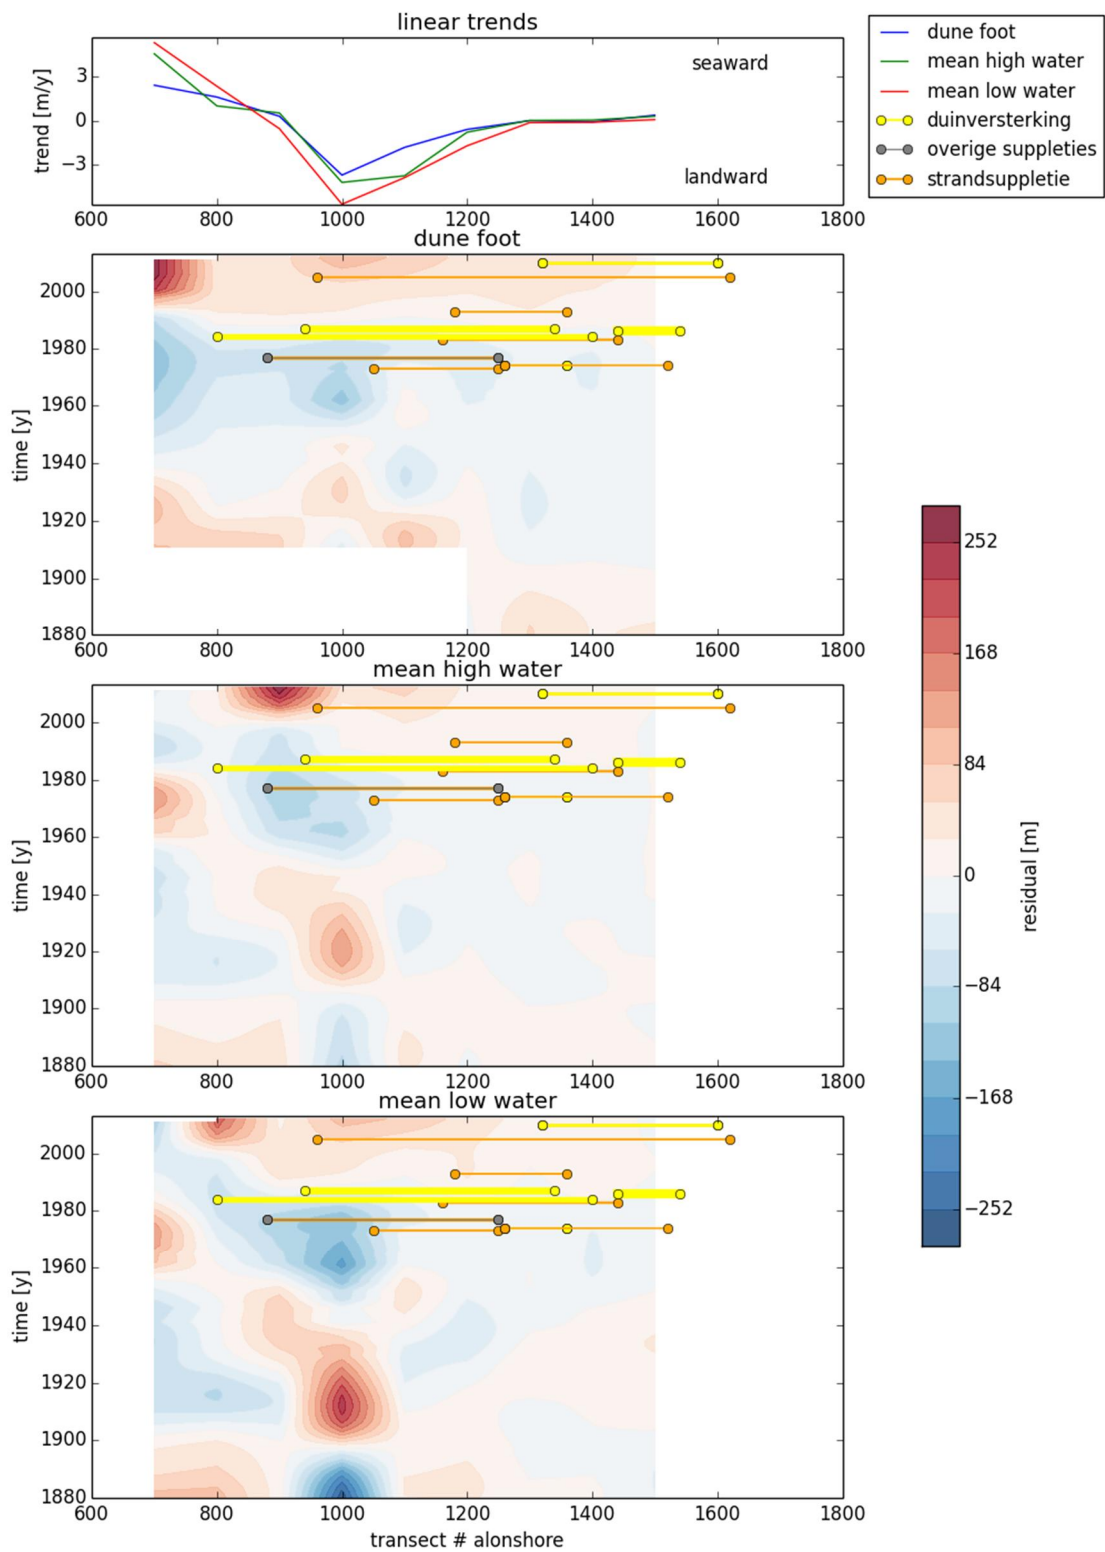 linear trends
trend [m/y]
3
0
−3
seaward
landward
600 800 1000 1200 1400 1600 1800
dune foot
mean high water
mean low water
duinversterking
overige suppleties
strandsuppletie
dune foot
time [y]
2000
1980
1960
1940
1920
1900
1880
600 800 1000 1200 1400 1600 1800
mean high water
time [y]
2000
1980
1960
1940
1920
1900
1880
600 800 1000 1200 1400 1600 1800
mean low water
time [y]
2000
1980
1960
1940
1920
1900
1880
600 800 1000 1200 1400 1600 1800
transect # alonshore
252
168
84
0
−84
−168
−252
residual [m]